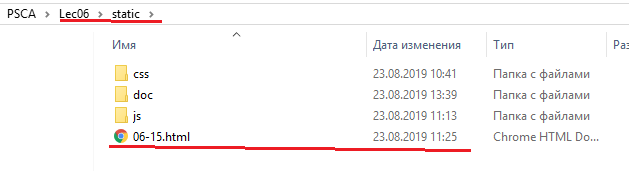 PSCA > Lec06 > static >
Имя Дата изменения Тип Раз
css 23.08.2019 10:41 Папка с файлами
doc 23.08.2019 13:39 Папка с файлами
js 23.08.2019 11:13 Папка с файлами
06-15.html 23.08.2019 11:25 Chrome HTML Do...